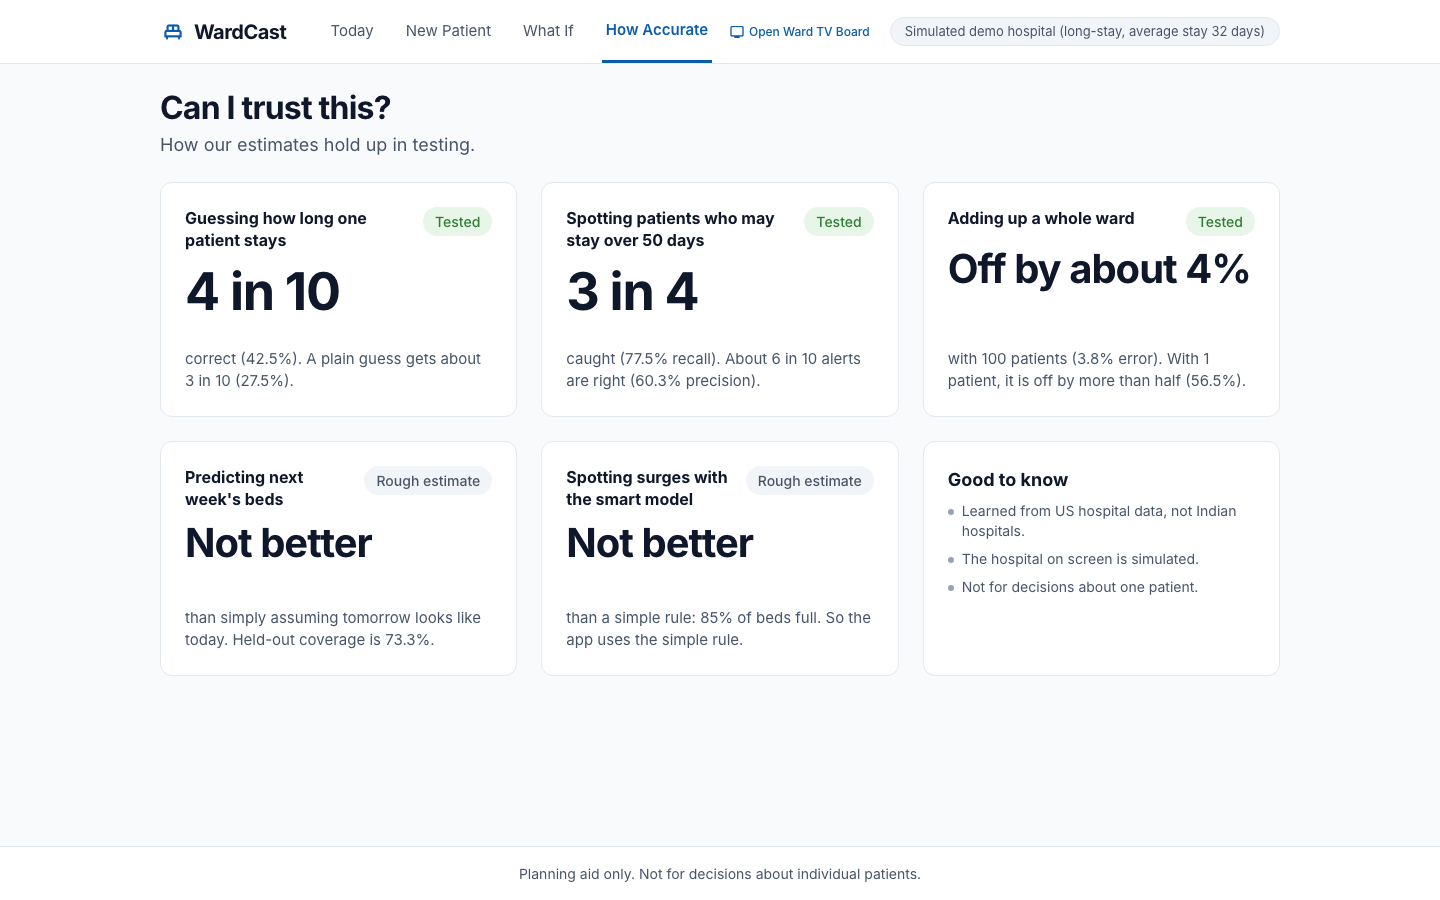 WardCast
Today
New Patient
What If
How Accurate
Open Ward TV Board
Simulated demo hospital (long-stay, average stay 32 days)
Can I trust this?
How our estimates hold up in testing.
Guessing how long one
patient stays
Tested
4 in 10
correct (42.5%). A plain guess gets about
3 in 10 (27.5%).
Spotting patients who may
stay over 50 days
Tested
3 in 4
caught (77.5% recall). About 6 in 10 alerts
are right (60.3% precision).
Adding up a whole ward
Tested
Off by about 4%
with 100 patients (3.8% error). With 1
patient, it is off by more than half (56.5%).
Predicting next
week's beds
Rough estimate
Not better
than simply assuming tomorrow looks like
today. Held-out coverage is 73.3%.
Spotting surges with
the smart model
Rough estimate
Not better
than a simple rule: 85% of beds full. So the
app uses the simple rule.
Good to know
Learned from US hospital data, not Indian
hospitals.
The hospital on screen is simulated.
Not for decisions about one patient.
Planning aid only. Not for decisions about individual patients.